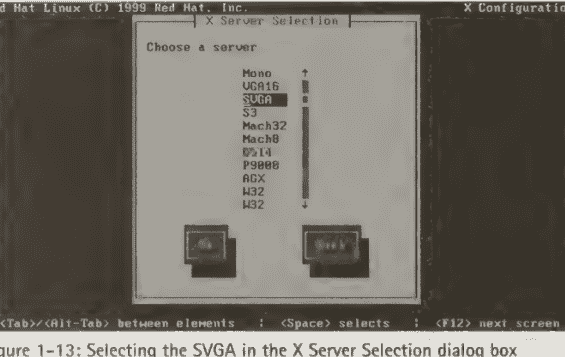 d Hat Linux (C) 1999 Red Hat, Inc. X Configuratio
X Server Selection
Choose a server
Mono
VGA16
SVGA
S3
Mach32
Mach8
P9000
AGX
W32
W32
<Tab>/<Alt-Tab> between elements | <Space> selects | <F12> next screen
gure 1-13: Selecting the SVGA in the X Server Selection dialog box